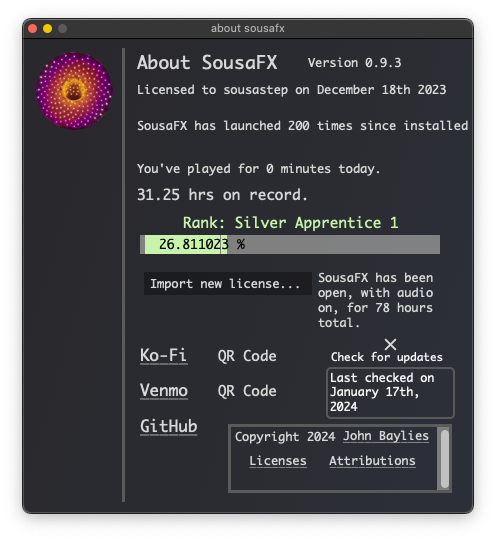 about sousafx
About SousaFX
Version 0.9.3
Licensed to sousastep on December 18th 2023
SousaFX has launched 200 times since installed
You've played for 0 minutes today.
31.25 hrs on record.
Rank: Silver Apprentice 1
26.811023 %
Import new license...
SousaFX has been
open, with audio
on, for 78 hours
total.
Check for updates
Last checked on
January 17th,
2024
Ko-Fi
QR Code
Venmo
QR Code
GitHub
Copyright 2024 John Baylies
Licenses
Attributions